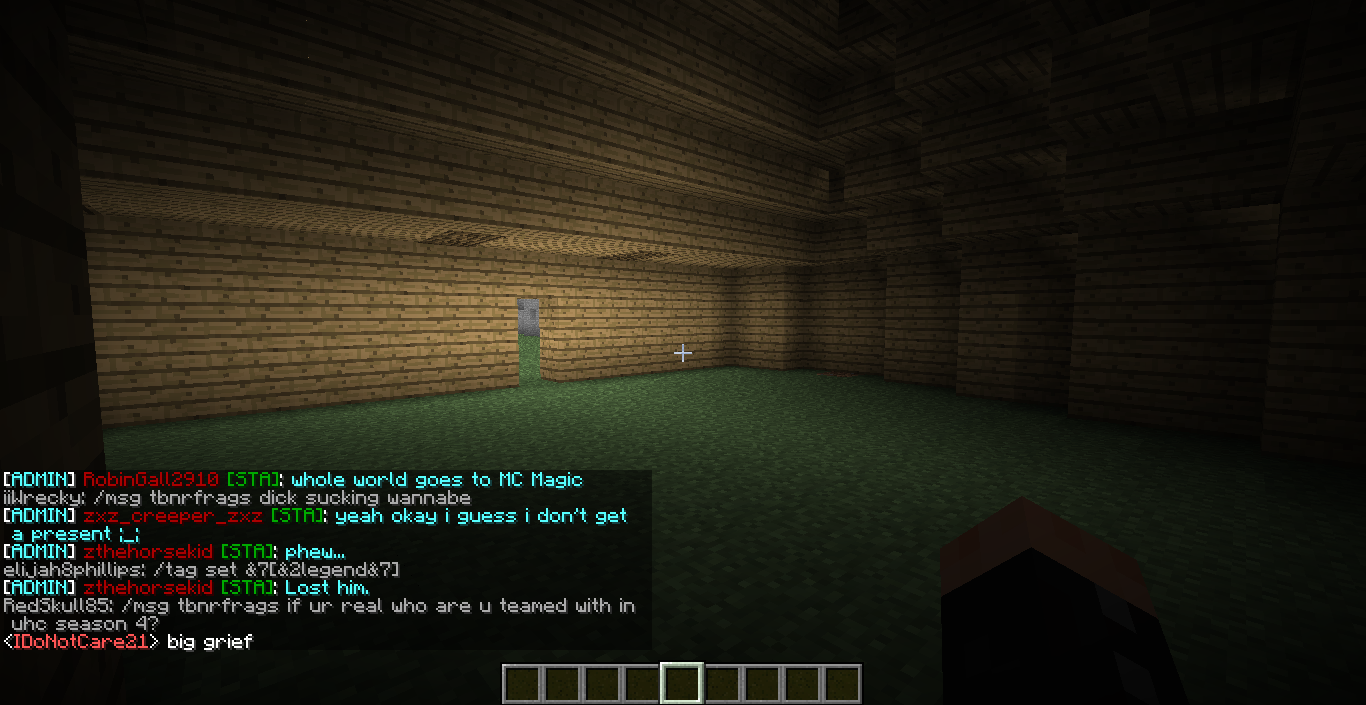 [ADMIN] RobinGall2910 [STA]: whole world goes to MC Magic
iiWrecky: /msg tbnrfrags dick sucking wannabe
[ADMIN] zxz_creeper_zxz [STA]: yeah okay i guess i don't get
a present ;_;
[ADMIN] zthehorsekid [STA]: phew...
elijah8phillips: /tag set &7[&2legend&7]
[ADMIN] zthehorsekid [STA]: Lost him.
RedSkull85: /msg tbnrfrags if ur real who are u teamed with in
uhc season 4?
<IDoNotCare21> big grief